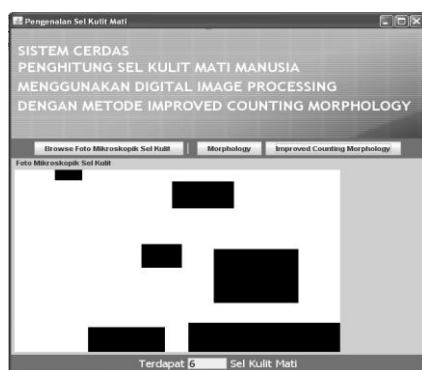 Pengenalan Sel Kulit Mati
SISTEM CERDAS
PENGHITUNG SEL KULIT MATI MANUSIA
MENGGUNAKAN DIGITAL IMAGE PROCESSING
DENGAN METODE IMPROVED COUNTING MORPHOLOGY
Browse Foto Mikroskopik Sel Kulit Morphology Improved Counting Morphology
Foto Mikroskopik Sel Kulit
Terdapat 6 Sel Kulit Mati